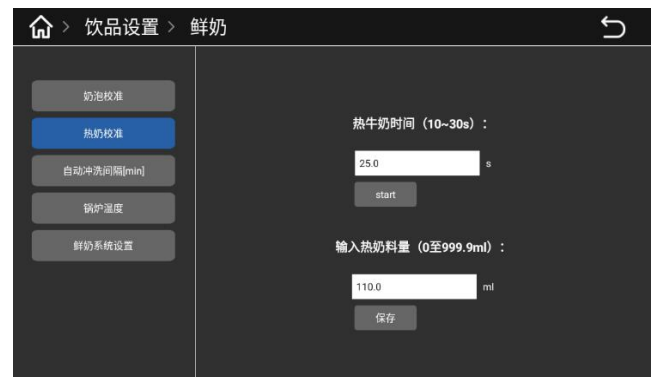 饮品设置 > 鲜奶
奶泡校准
热奶校准
自动冲洗间隔[min]
锅炉温度
鲜奶系统设置
热牛奶时间（10~30s）：
25.0 s
start
输入热奶料量（0至999.9ml）：
110.0 ml
保存